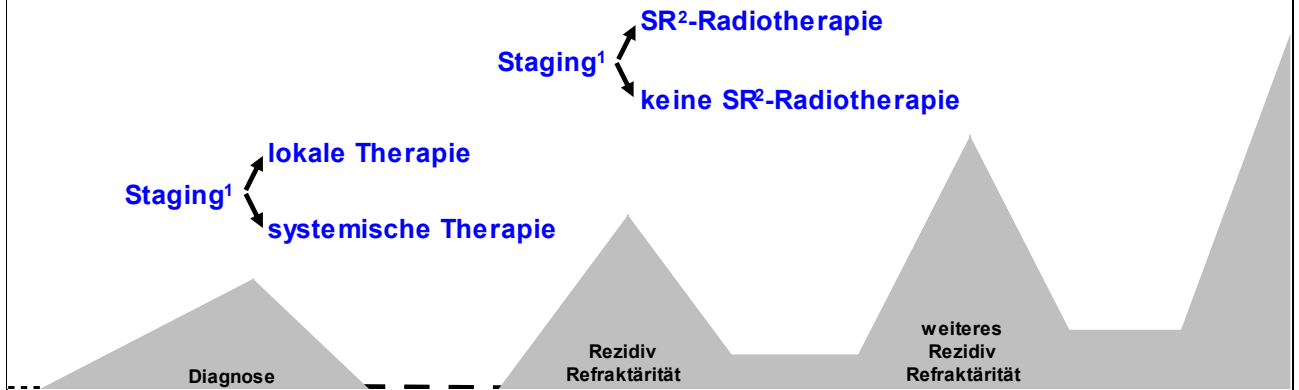 SR²-Radiotherapie
Staging¹
keine SR²-Radiotherapie
lokale Therapie
Staging¹
systemische Therapie
Diagnose
Rezidiv
Refraktärität
weiteres
Rezidiv
Refraktärität